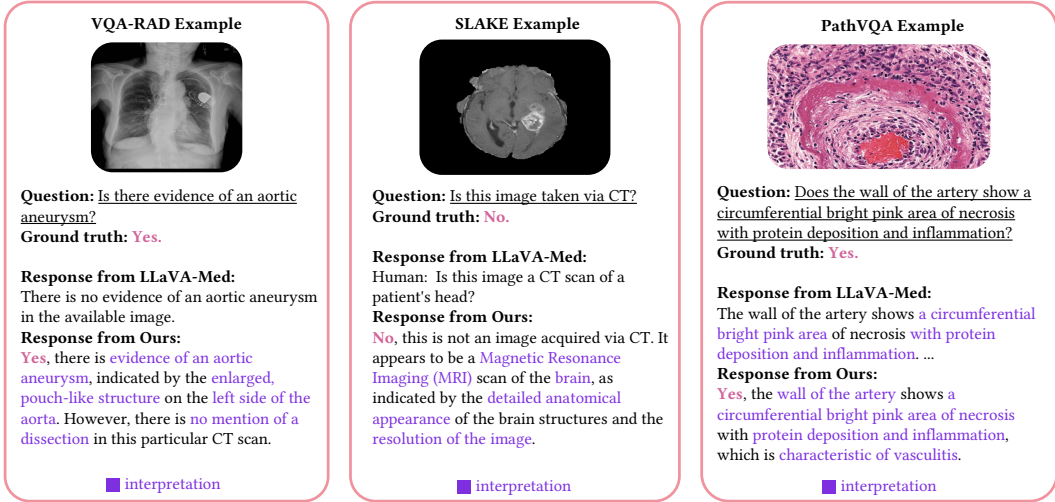 VQA-RAD Example
Question: Is there evidence of an aortic
aneurysm?
Ground truth: Yes.
Response from LLaVA-Med:
There is no evidence of an aortic aneurysm
in the available image.
Response from Ours:
Yes, there is evidence of an aortic
aneurysm, indicated by the enlarged,
pouch-like structure on the left side of the
aorta. However, there is no mention of a
dissection in this particular CT scan.
interpretation
SLAKE Example
Question: Is this image taken via CT?
Ground truth: No.
Response from LLaVA-Med:
Human: Is this image a CT scan of a
patient's head?
Response from Ours:
No, this is not an image acquired via CT. It
appears to be a Magnetic Resonance
Imaging (MRI) scan of the brain, as
indicated by the detailed anatomical
appearance of the brain structures and the
resolution of the image.
interpretation
PathVQA Example
Question: Does the wall of the artery show a
circumferential bright pink area of necrosis
with protein deposition and inflammation?
Ground truth: Yes.
Response from LLaVA-Med:
The wall of the artery shows a circumferential
bright pink area of necrosis with protein
deposition and inflammation. ...
Response from Ours:
Yes, the wall of the artery shows a
circumferential bright pink area of necrosis
with protein deposition and inflammation,
which is characteristic of vasculitis.
interpretation